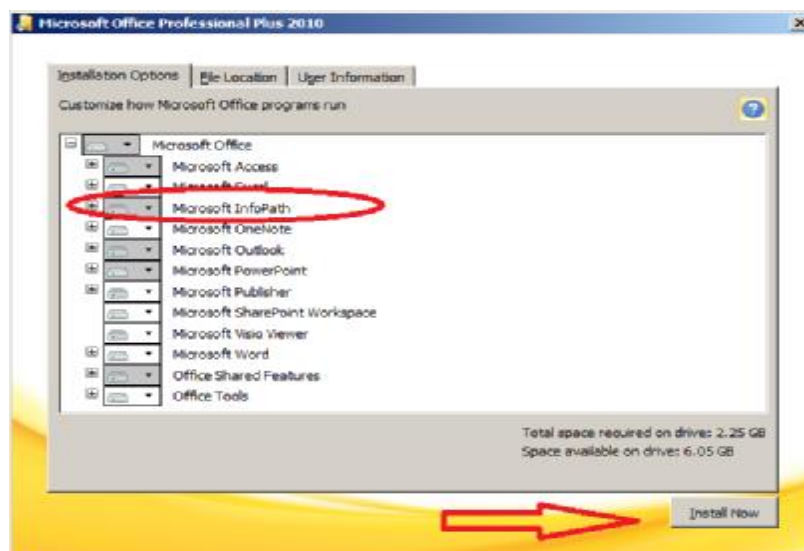 Microsoft Office Professional Plus 2010
Installation Options File Location User Information
Customize how Microsoft Office programs run
Microsoft Office
Microsoft Access
Microsoft Excel
Microsoft InfoPath
Microsoft OneNote
Microsoft Outlook
Microsoft PowerPoint
Microsoft Publisher
Microsoft SharePoint Workspace
Microsoft Visio Viewer
Microsoft Word
Office Shared Features
Office Tools
Total space required on drive: 2.25 GB
Space available on drive: 6.05 GB
Install Now